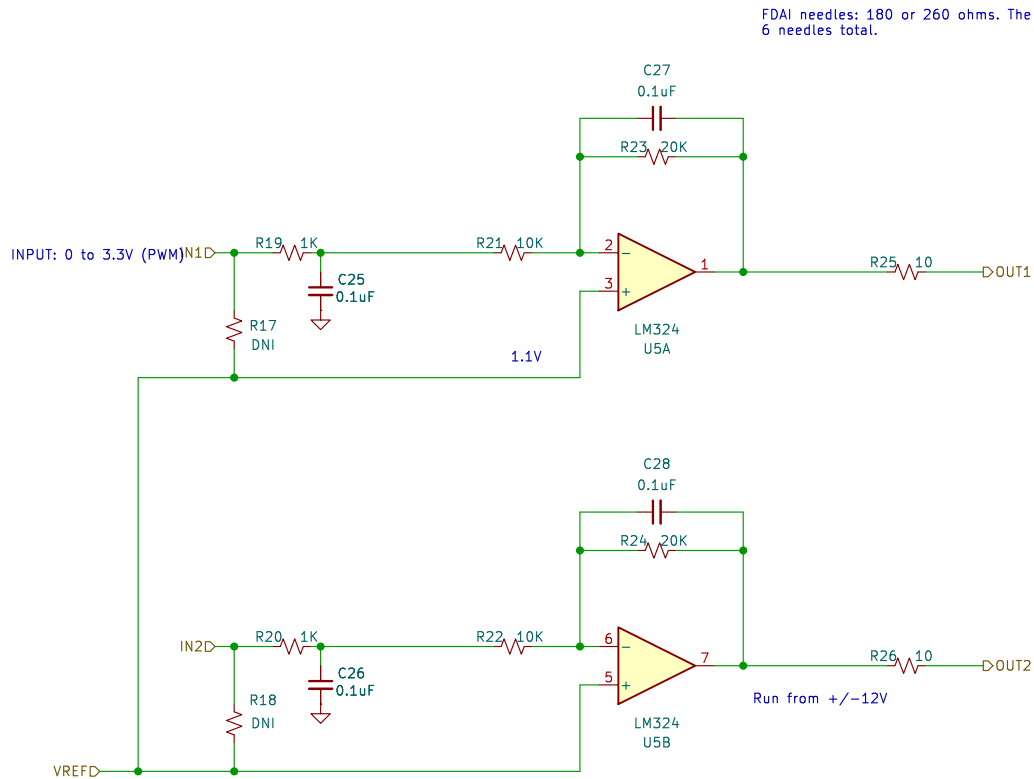 FDAI needles: 180 or 260 ohms. The
6 needles total.
C27
0.1uF
R23 20K
INPUT: 0 to 3.3V (PWM)
IN1
R19 1K
R21 10K
2
3
1
R25 10
OUT1
C25
0.1uF
R17
DNI
LM324
U5A
1.1V
C28
0.1uF
R24 20K
IN2
R20 1K
R22 10K
6
5
7
R26 10
OUT2
C26
0.1uF
R18
DNI
Run from +/-12V
LM324
U5B
VREF